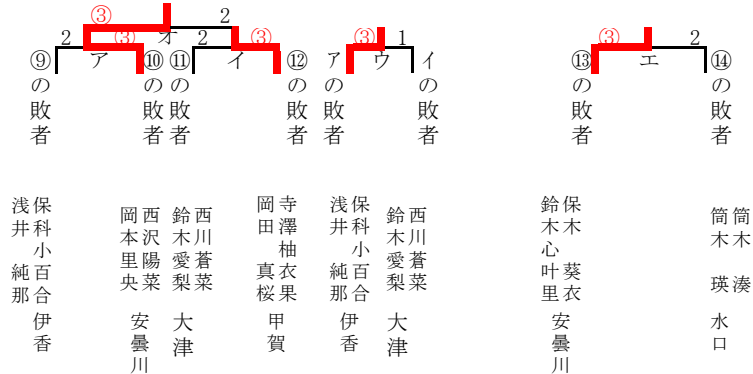 ③ 2
2 ③ オ 2 ③ ③ 1 ③ 2
ア イ ウ エ
⑨の敗者
⑩の敗者
⑪の敗者
⑫の敗者
アの敗者
イの敗者
⑬の敗者
⑭の敗者
保科小百合
浅井 純那
伊香
西沢陽菜
岡本里央
安曇川
西川蒼菜
鈴木愛梨
大津
寺澤柚衣果
岡田 真桜
甲賀
保科小百合
浅井 純那
伊香
西川蒼菜
鈴木愛梨
大津
保木 葵衣
鈴木心叶里
安曇川
筒木 湊
筒木 瑛
水口